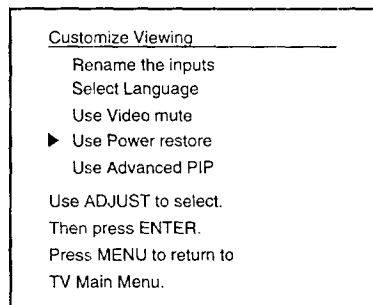 Customize Viewing
Rename the inputs
Select Language
Use Video mute
▶ Use Power restore
Use Advanced PIP
Use ADJUST to select.
Then press ENTER.
Press MENU to return to
TV Main Menu.